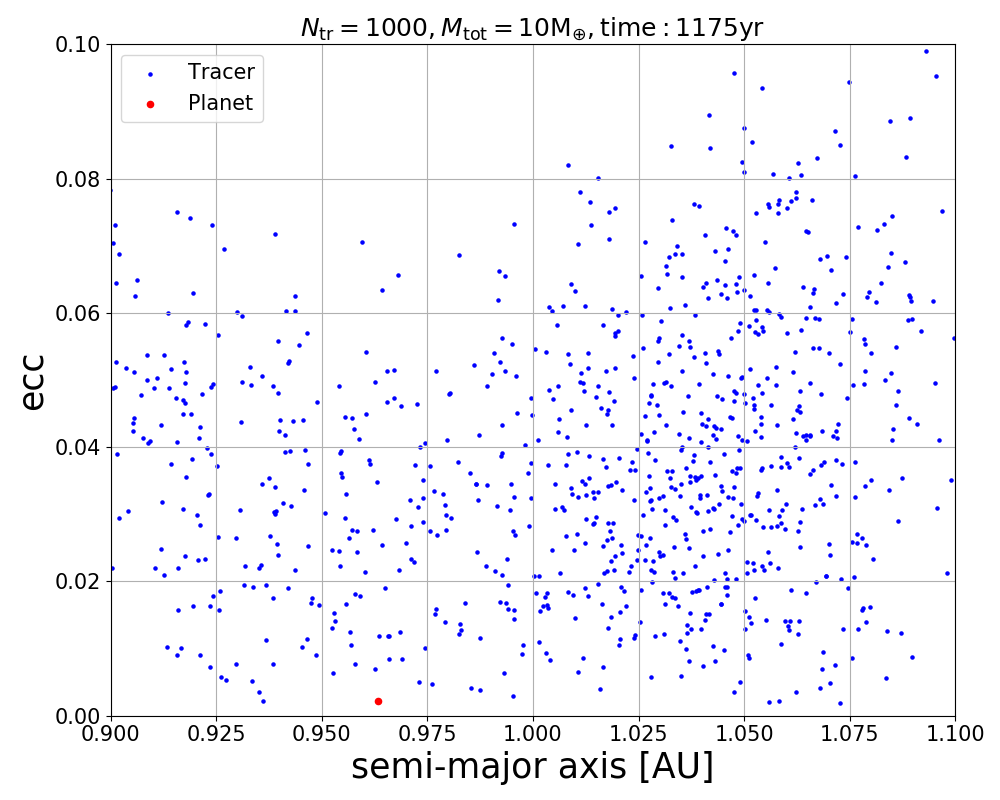 N_tr = 1000, M_tot = 10M_⊕, time : 1175yr
Tracer
Planet
0.10
0.08
0.06
0.04
0.02
0.00
ecc
0.900 0.925 0.950 0.975 1.000 1.025 1.050 1.075 1.100
semi-major axis [AU]